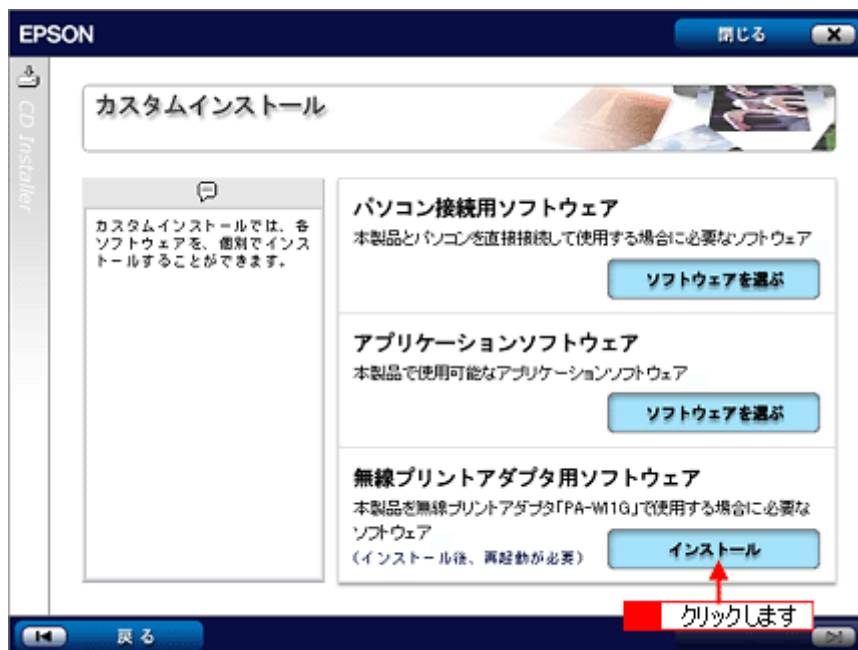 EPSON
閉じる
CD Installer
カスタムインストール
カスタムインストールでは、各
ソフトウェアを、個別でインス
トールすることができます。
パソコン接続用ソフトウェア
本製品とパソコンを直接接続して使用する場合に必要なソフトウェア
ソフトウェアを選ぶ
アプリケーションソフトウェア
本製品で使用可能なアプリケーションソフトウェア
ソフトウェアを選ぶ
無線プリントアダプタ用ソフトウェア
本製品を無線プリントアダプタ「PA-W11G」で使用する場合に必要な
ソフトウェア
(インストール後、再起動が必要)
インストール
クリックします
戻る